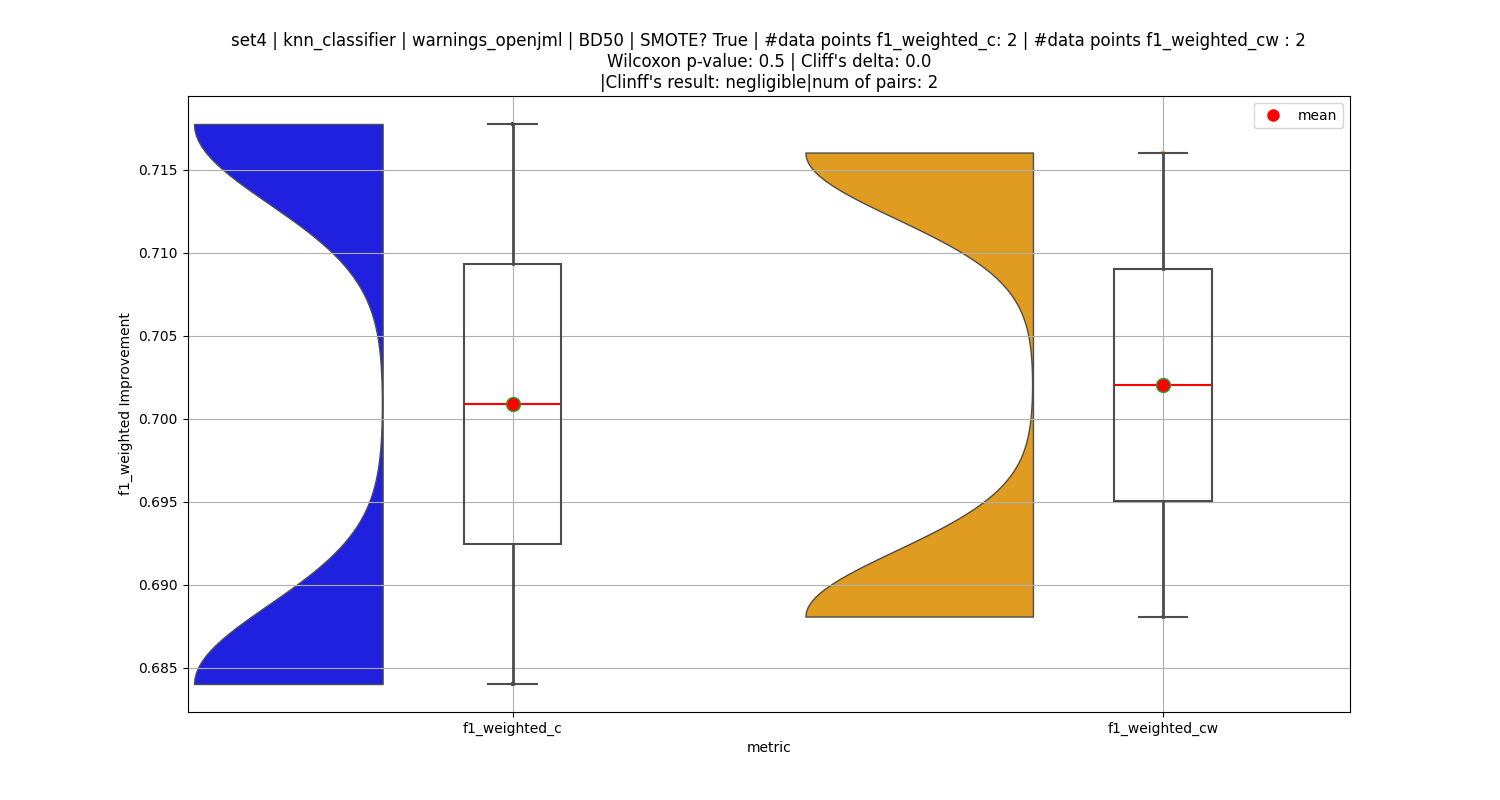 set4 | knn_classifier | warnings_openjml | BD50 | SMOTE? True | #data points f1_weighted_c: 2 | #data points f1_weighted_cw : 2
Wilcoxon p-value: 0.5 | Cliff's delta: 0.0
|Clinff's result: negligible|num of pairs: 2
mean
0.715
0.710
0.705
0.700
0.695
0.690
0.685
f1_weighted Improvement
f1_weighted_c
f1_weighted_cw
metric